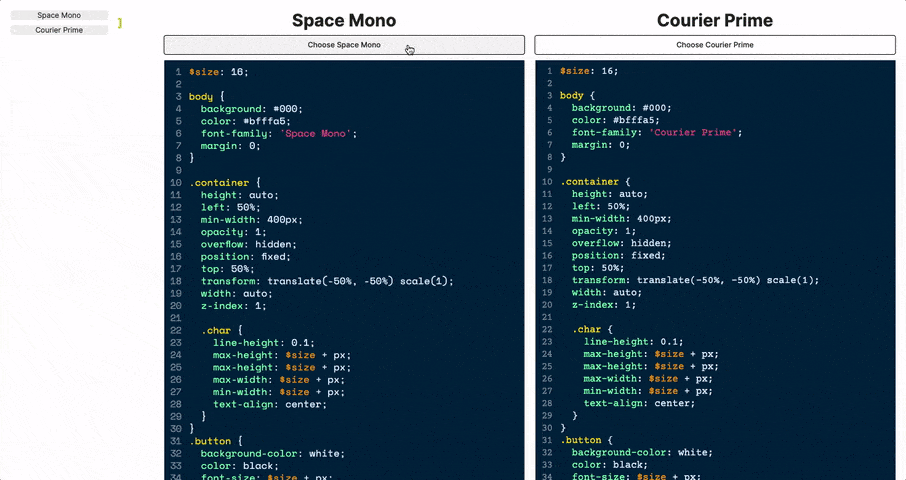 Space Mono
Courier Prime
]
Space Mono
Choose Space Mono
1 $size: 16;
2
3 body {
4 background: #000;
5 color: #bfffa5;
6 font-family: 'Space Mono';
7 margin: 0;
8 }
9
10 .container {
11 height: auto;
12 left: 50%;
13 min-width: 400px;
14 opacity: 1;
15 overflow: hidden;
16 position: fixed;
17 top: 50%;
18 transform: translate(-50%, -50%) scale(1);
19 width: auto;
20 z-index: 1;
21
22 .char {
23 line-height: 0.1;
24 max-height: $size + px;
25 max-height: $size + px;
26 max-width: $size + px;
27 min-width: $size + px;
28 text-align: center;
29 }
30 }
31 .button {
32 background-color: white;
33 color: black;
34 font-size: $size + px;
Courier Prime
Choose Courier Prime
1 $size: 16;
2
3 body {
4 background: #000;
5 color: #bfffa5;
6 font-family: 'Courier Prime';
7 margin: 0;
8 }
9
10 .container {
11 height: auto;
12 left: 50%;
13 min-width: 400px;
14 opacity: 1;
15 overflow: hidden;
16 position: fixed;
17 top: 50%;
18 transform: translate(-50%, -50%) scale(1);
19 width: auto;
20 z-index: 1;
21
22 .char {
23 line-height: 0.1;
24 max-height: $size + px;
25 max-height: $size + px;
26 max-width: $size + px;
27 min-width: $size + px;
28 text-align: center;
29 }
30 }
31 .button {
32 background-color: white;
33 color: black;
34 font-size: $size + px;